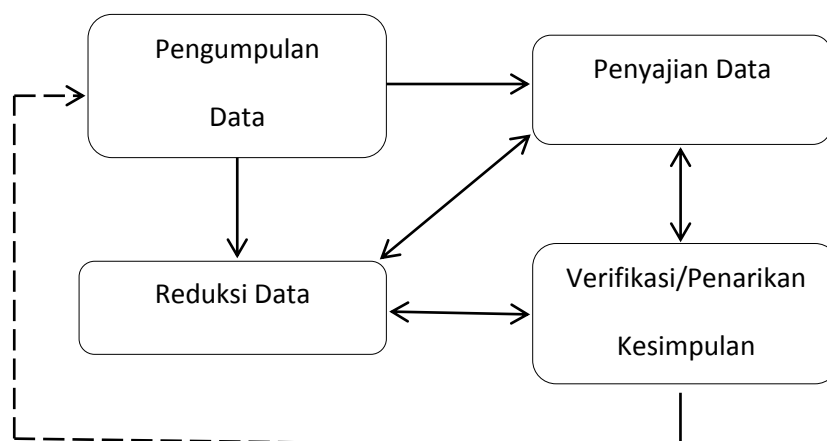 Pengumpulan
Data
Penyajian Data
Reduksi Data
Verifikasi/Penarikan
Kesimpulan